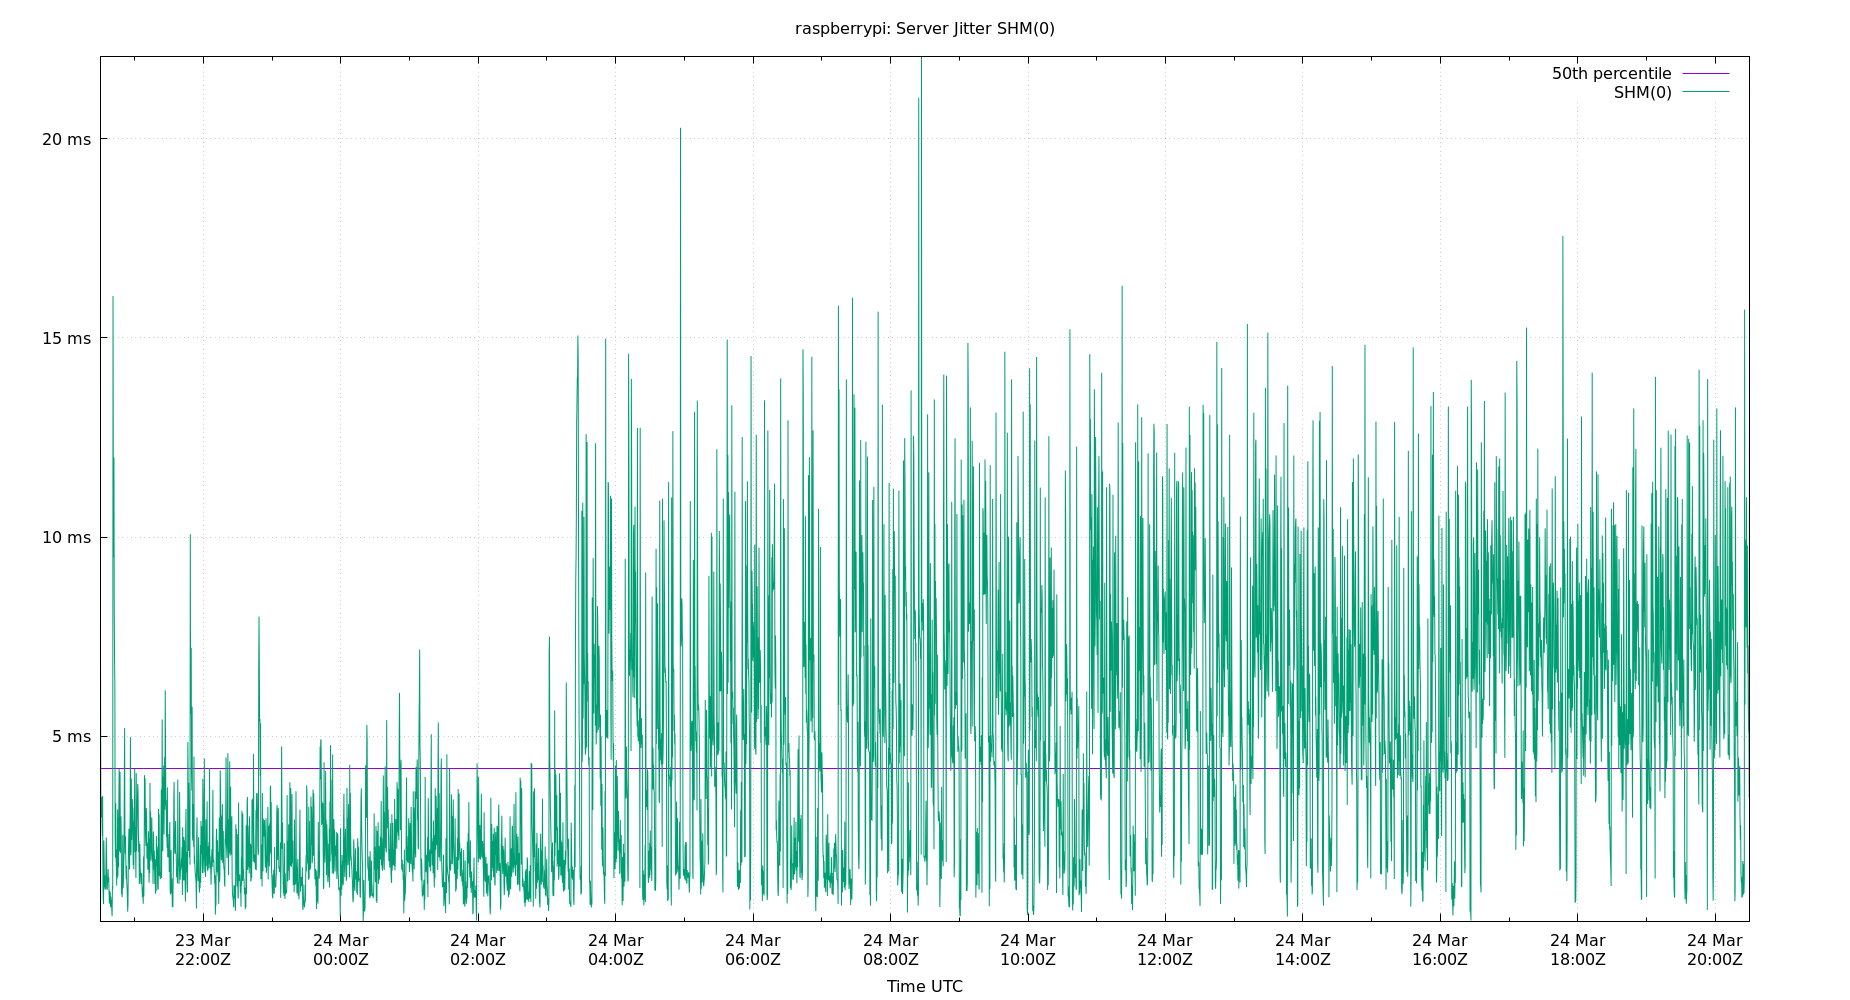 raspberrypi: Server Jitter SHM(0)
50th percentile
SHM(0)
20 ms
15 ms
10 ms
5 ms
23 Mar 24 Mar 24 Mar 24 Mar 24 Mar 24 Mar 24 Mar 24 Mar 24 Mar 24 Mar 24 Mar 24 Mar
22:00Z 00:00Z 02:00Z 04:00Z 06:00Z 08:00Z 10:00Z 12:00Z 14:00Z 16:00Z 18:00Z 20:00Z
Time UTC